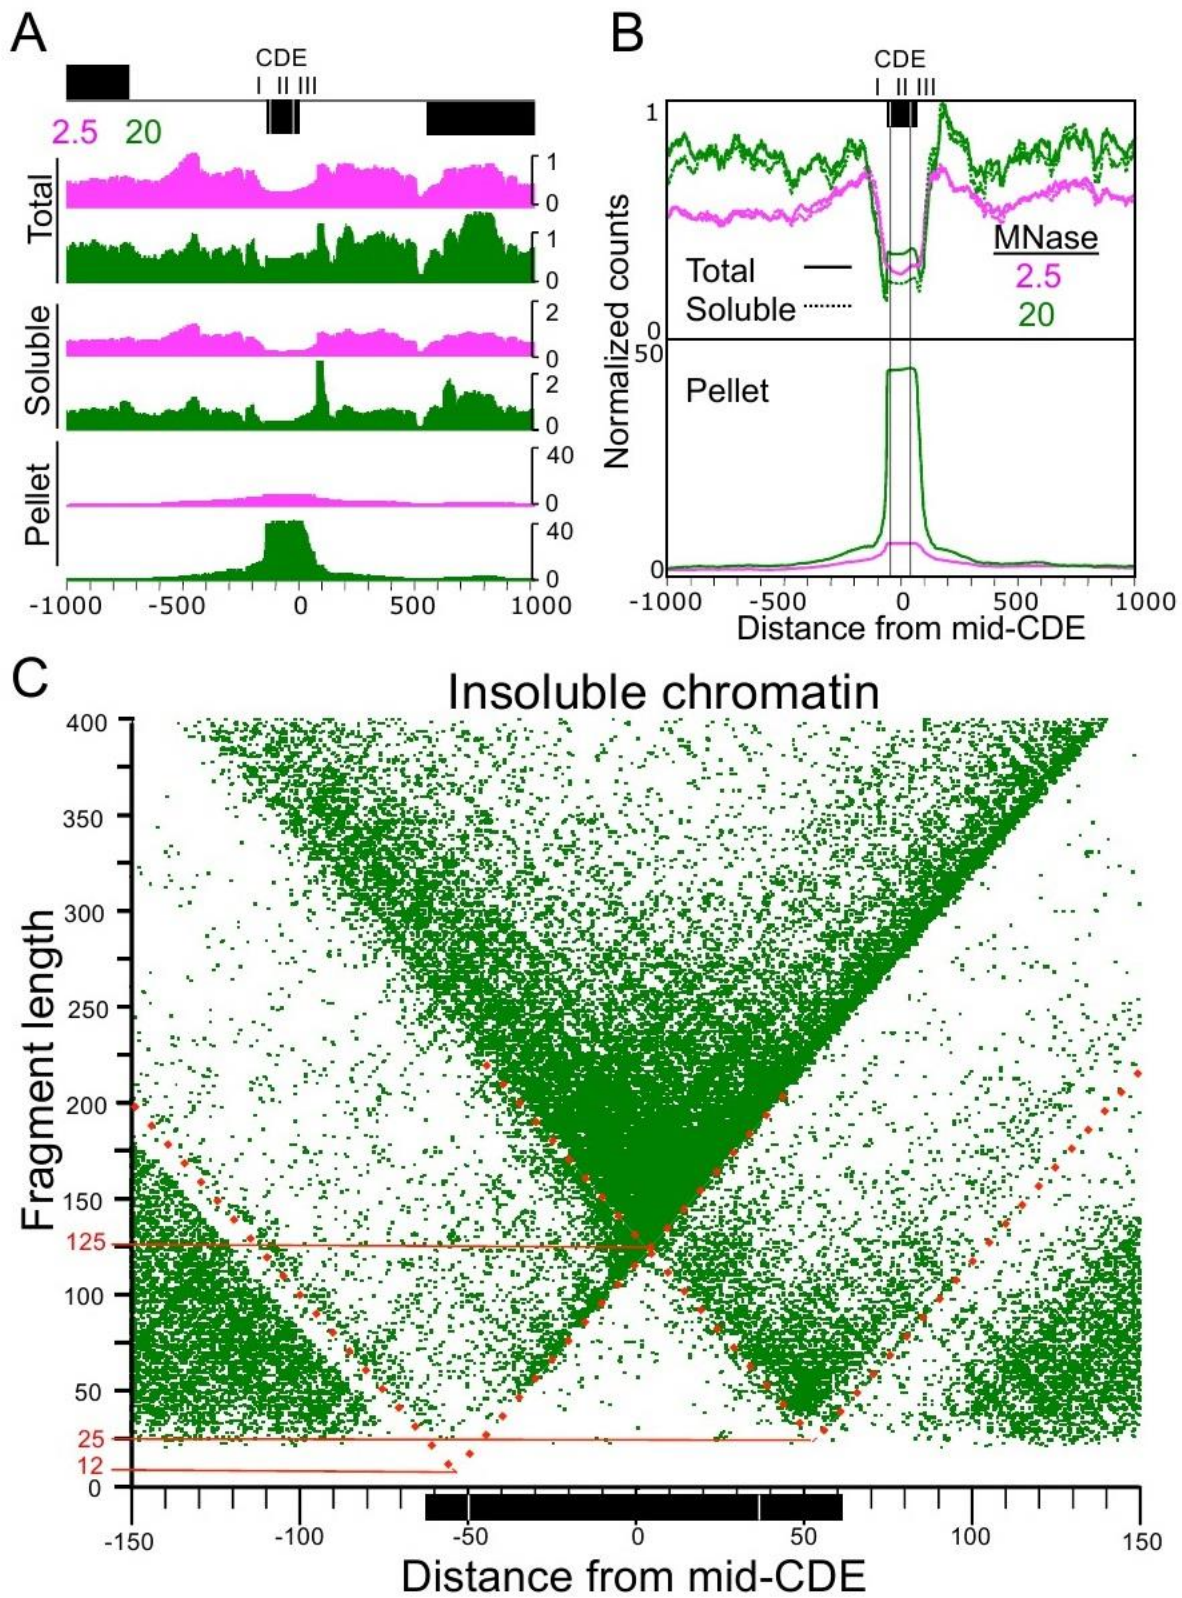 A
CDE
I II III
2.5 20
Total
1
0
1
0
Soluble
2
0
2
0
Pellet
40
0
40
0
-1000 -500 0 500 1000
B
CDE
I II III
Normalized counts
1
MNase
Total
2.5
Soluble
20
0
50
Pellet
0
-1000 -500 0 500 1000
Distance from mid-CDE
C
Insoluble chromatin
Fragment length
400
350
300
250
200
150
125
100
50
25
12
0
-150 -100 -50 0 50 100 150
Distance from mid-CDE